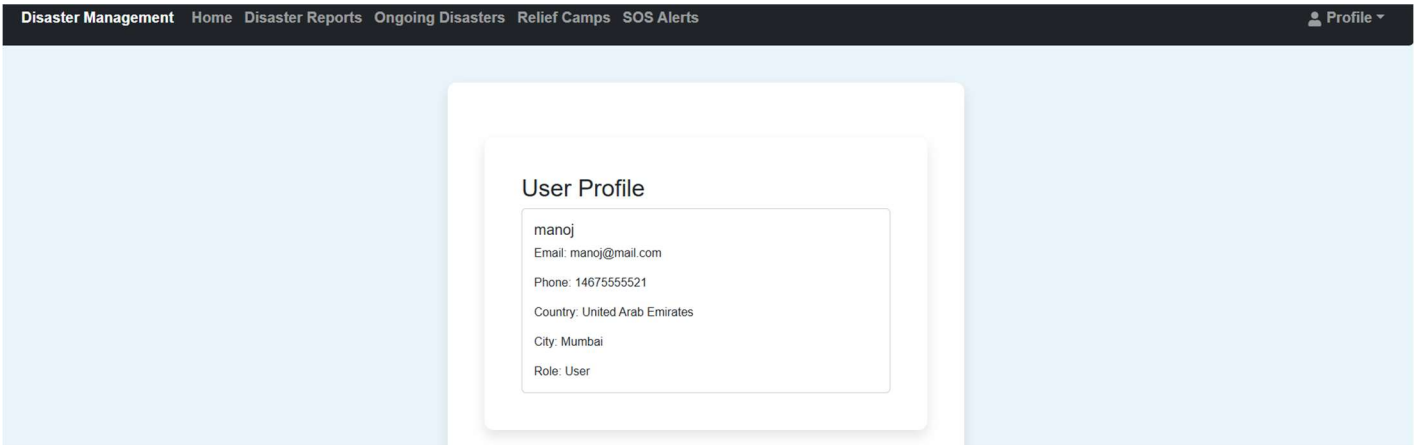 Disaster Management Home Disaster Reports Ongoing Disasters Relief Camps SOS Alerts Profile
User Profile
manoj
Email: manoj@mail.com
Phone: 14675555521
Country: United Arab Emirates
City: Mumbai
Role: User